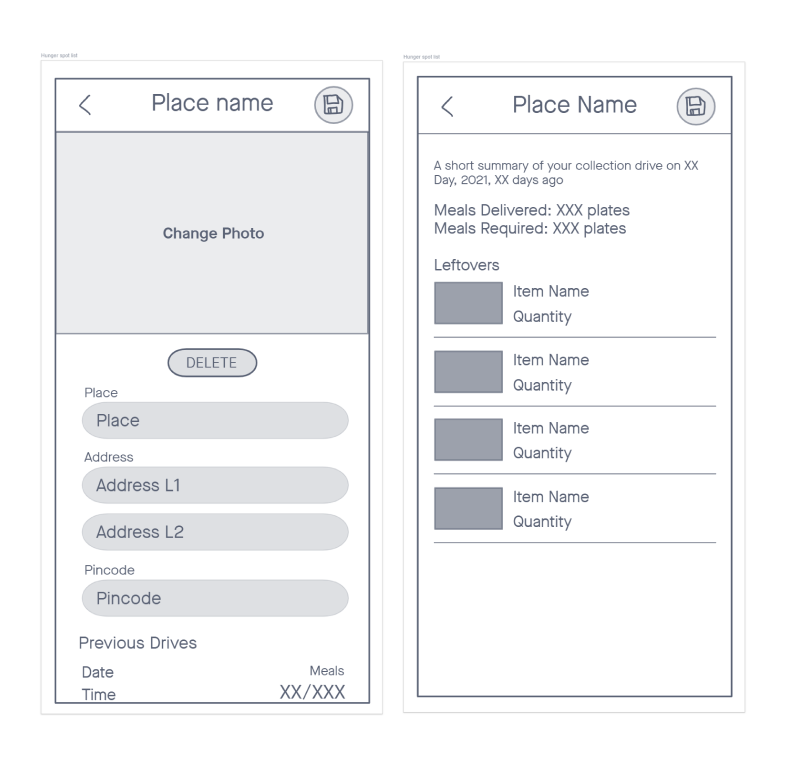 Hunger spot list
Place name
Change Photo
DELETE
Place
Place
Address
Address L1
Address L2
Pincode
Pincode
Previous Drives
Date
Meals
Time
XX/XXX
Hunger spot list
Place Name
A short summary of your collection drive on XX
Day, 2021, XX days ago
Meals Delivered: XXX plates
Meals Required: XXX plates
Leftovers
Item Name
Quantity
Item Name
Quantity
Item Name
Quantity
Item Name
Quantity